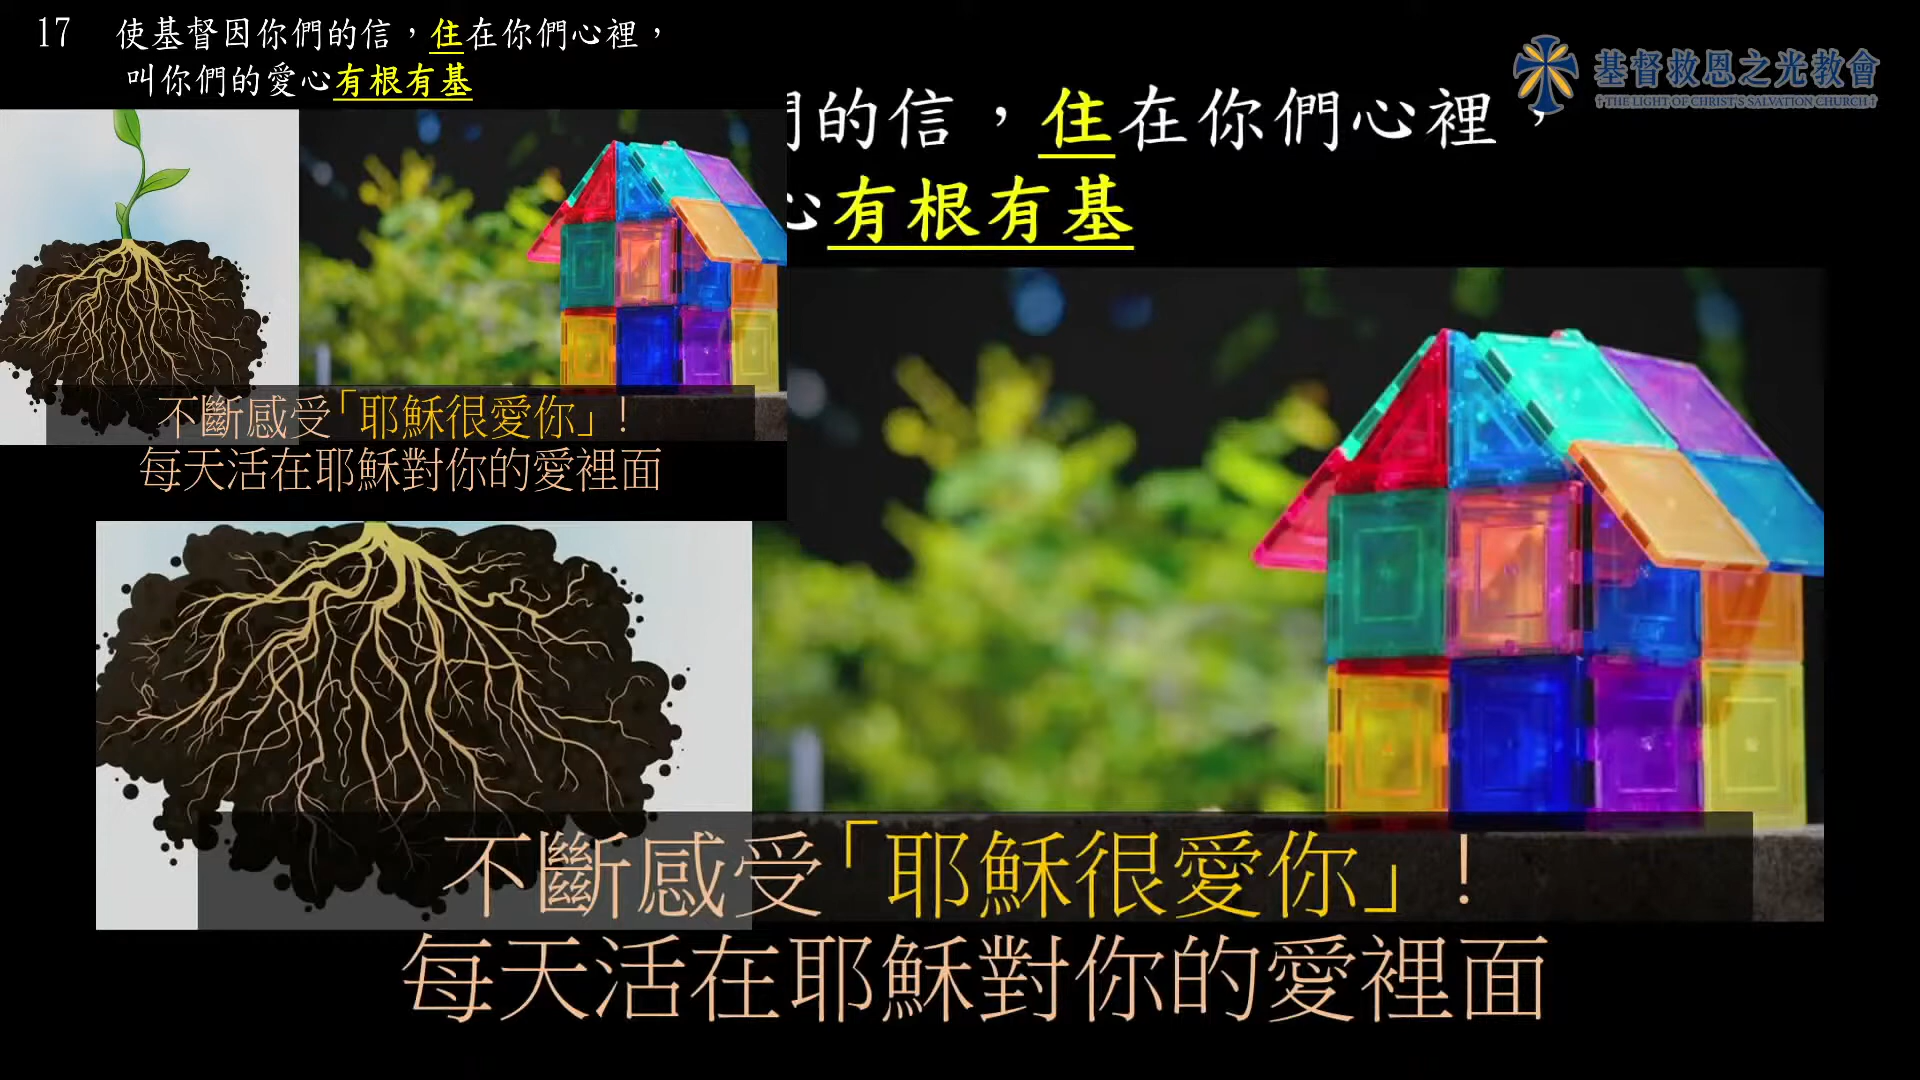 17 使基督因你們的信，住在你們心裡，
叫你們的愛心有根有基
不斷感受「耶穌很愛你」！
每天活在耶穌對你的愛裡面
基督救恩之光教會
THE LIGHT OF CHRIST'S SALVATION CHURCH
們的信，住在你們心裡，
心有根有基
不斷感受「耶穌很愛你」！
每天活在耶穌對你的愛裡面